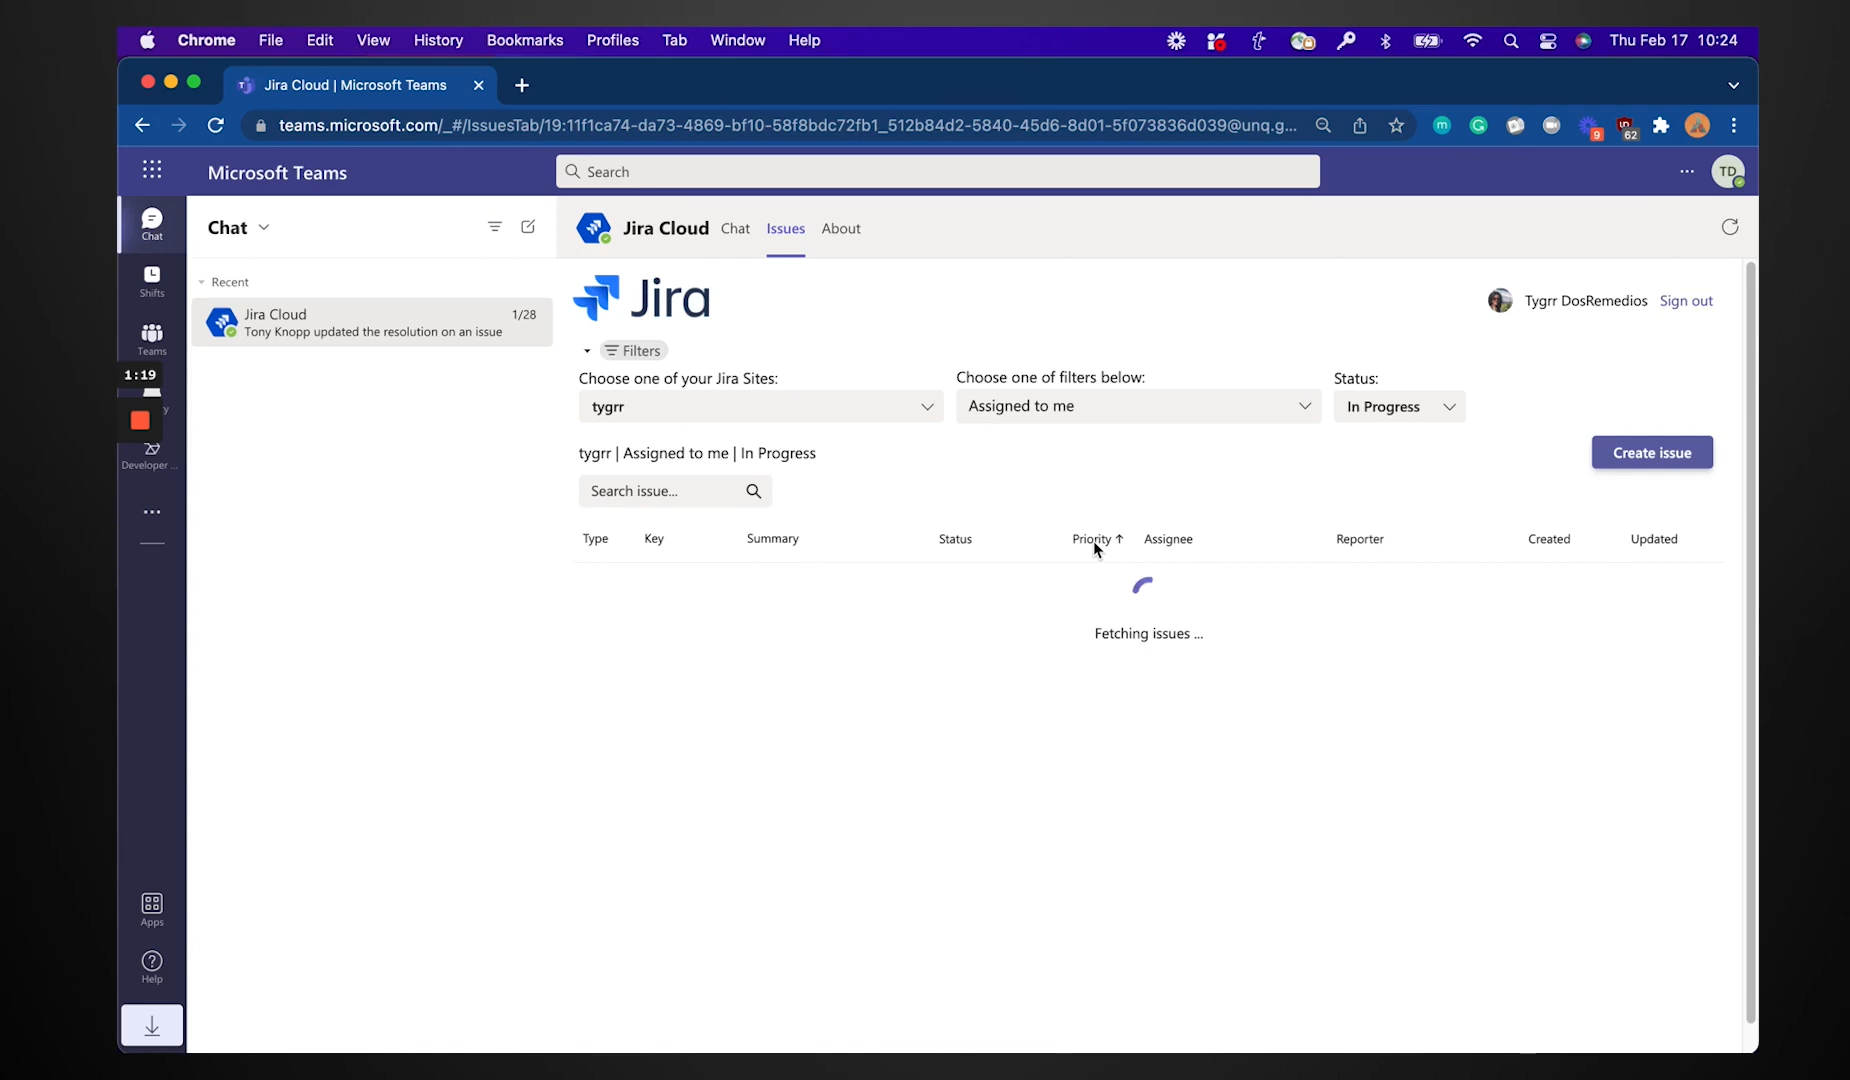 Chrome File Edit View History Bookmarks Profiles Tab Window Help Thu Feb 17 10:24
Jira Cloud | Microsoft Teams
teams.microsoft.com/_#/IssuesTab/19:11f1ca74-da73-4869-bf10-58f8bdc72fb1_512b84d2-5840-45d6-8d01-5f073836d039@unq.g...
m
9
62
Microsoft Teams
Search
TD
Chat
Shifts
Teams
1:19
y
Developer ...
Apps
Help
Chat
Recent
Jira Cloud 1/28
Tony Knopp updated the resolution on an issue
Jira Cloud Chat Issues About
Jira
Tygrr DosRemedios Sign out
Filters
Choose one of your Jira Sites: Choose one of filters below: Status:
tygrr Assigned to me In Progress
tygrr | Assigned to me | In Progress
Create issue
Search issue...
Type Key Summary Status Priority Assignee Reporter Created Updated
Fetching issues ...